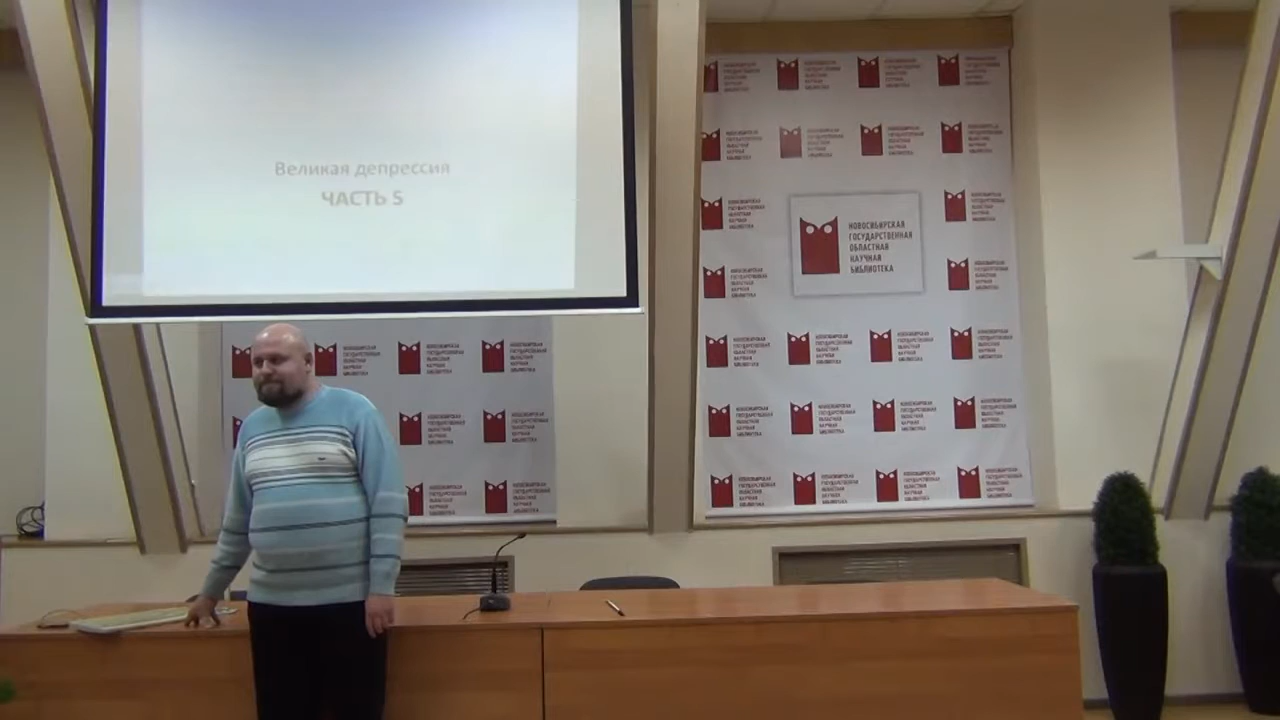 Великая депрессия
ЧАСТЬ 5
НОВОСИБИРСКАЯ
ГОСУДАРСТВЕННАЯ
ОБЛАСТНАЯ
НАУЧНАЯ
БИБЛИОТЕКА